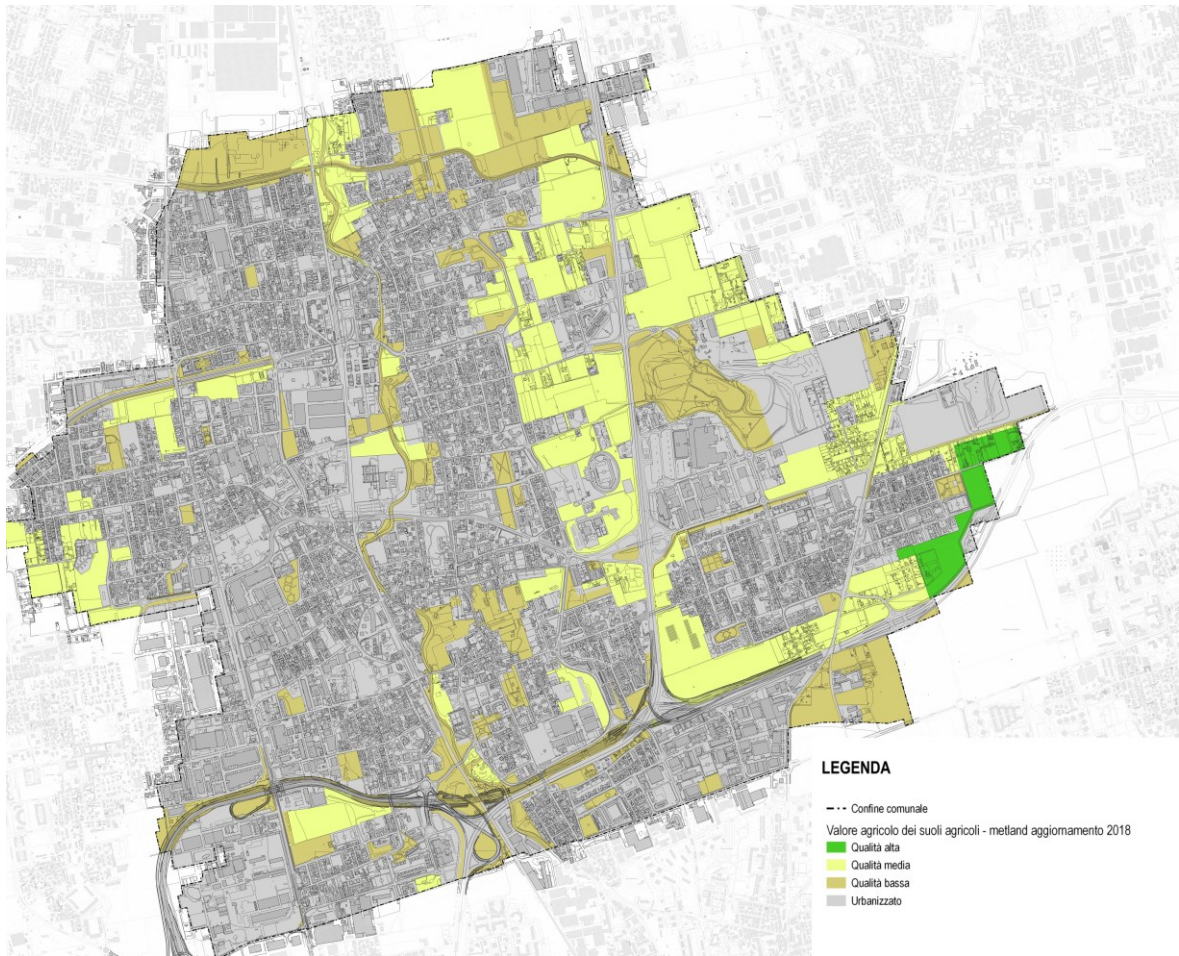 LEGENDA
Confine comunale
Valore agricolo dei suoli agricoli - metland aggiornamento 2018
Qualità alta
Qualità media
Qualità bassa
Urbanizzato